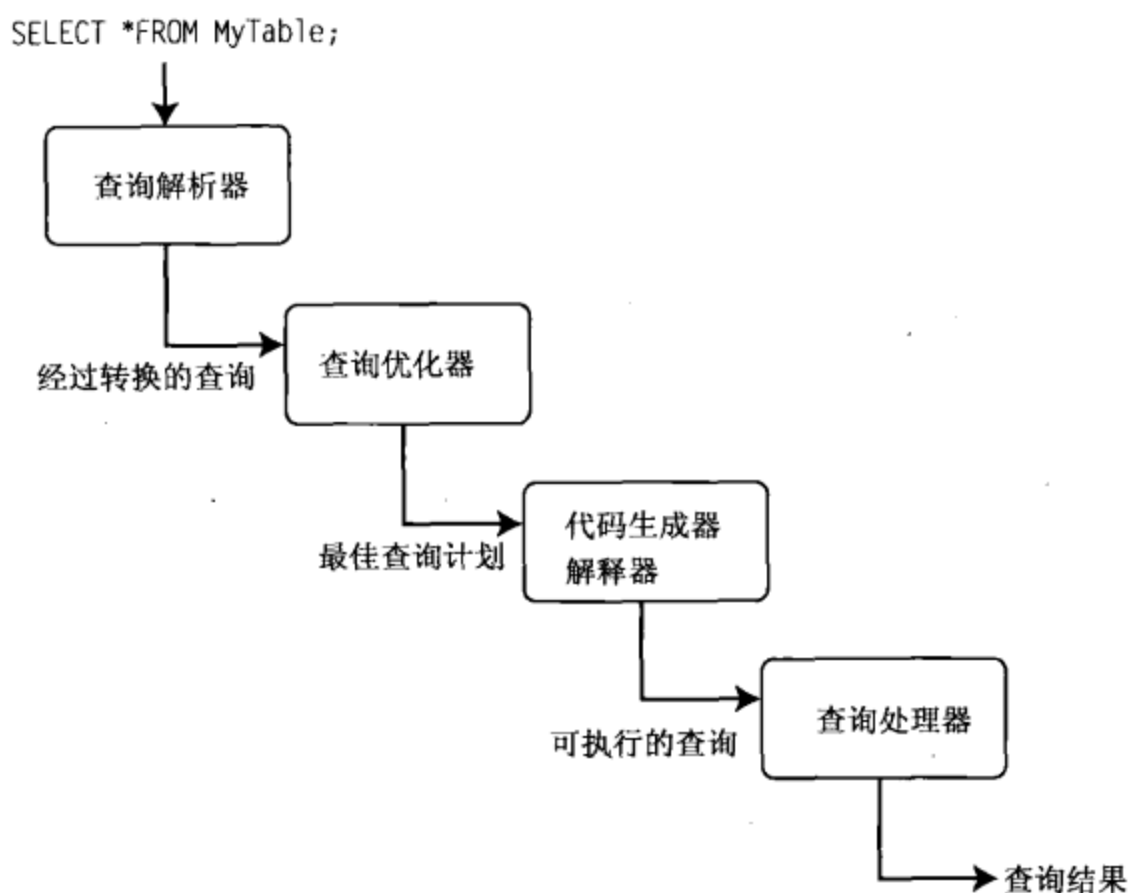 SELECT *FROM MyTable;
查询解析器
经过转换的查询
查询优化器
最佳查询计划
代码生成器
解释器
可执行的查询
查询处理器
查询结果